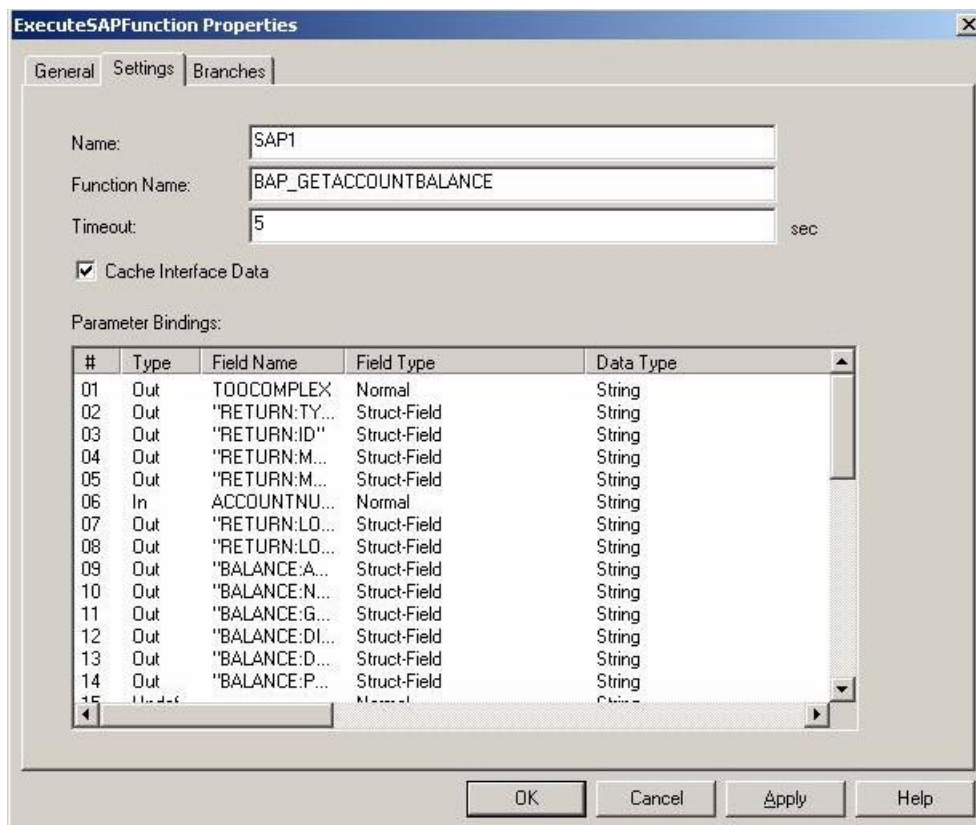 ExecuteSAPFunction Properties
General Settings Branches
Name: SAP1
Function Name: BAP_GETACCOUNTBALANCE
Timeout: 5 sec
Cache Interface Data
Parameter Bindings:
# Type Field Name Field Type Data Type
01 Out TOOCOMPLEX Normal String
02 Out "RETURN:TY... Struct-Field String
03 Out "RETURN:ID" Struct-Field String
04 Out "RETURN:M... Struct-Field String
05 Out "RETURN:M... Struct-Field String
06 In ACCOUNTNU... Normal String
07 Out "RETURN:LO... Struct-Field String
08 Out "RETURN:LO... Struct-Field String
09 Out "BALANCE:A... Struct-Field String
10 Out "BALANCE:N... Struct-Field String
11 Out "BALANCE:G... Struct-Field String
12 Out "BALANCE:DI... Struct-Field String
13 Out "BALANCE:D... Struct-Field String
14 Out "BALANCE:P... Struct-Field String
15 Undef Normal String
OK Cancel Apply Help